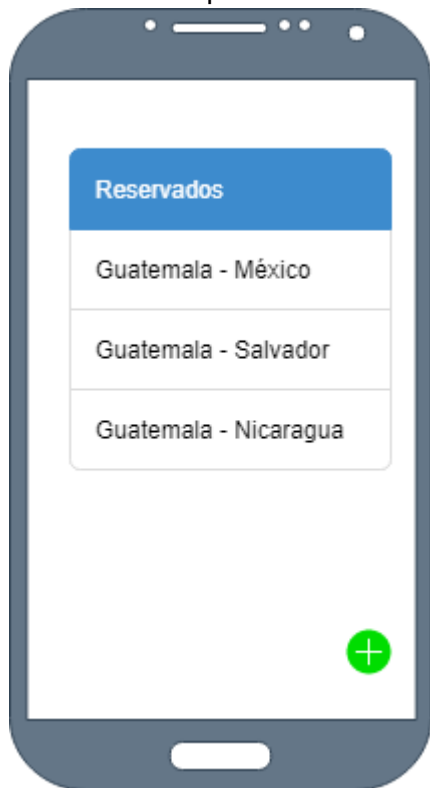 Reservados
Guatemala - México
Guatemala - Salvador
Guatemala - Nicaragua